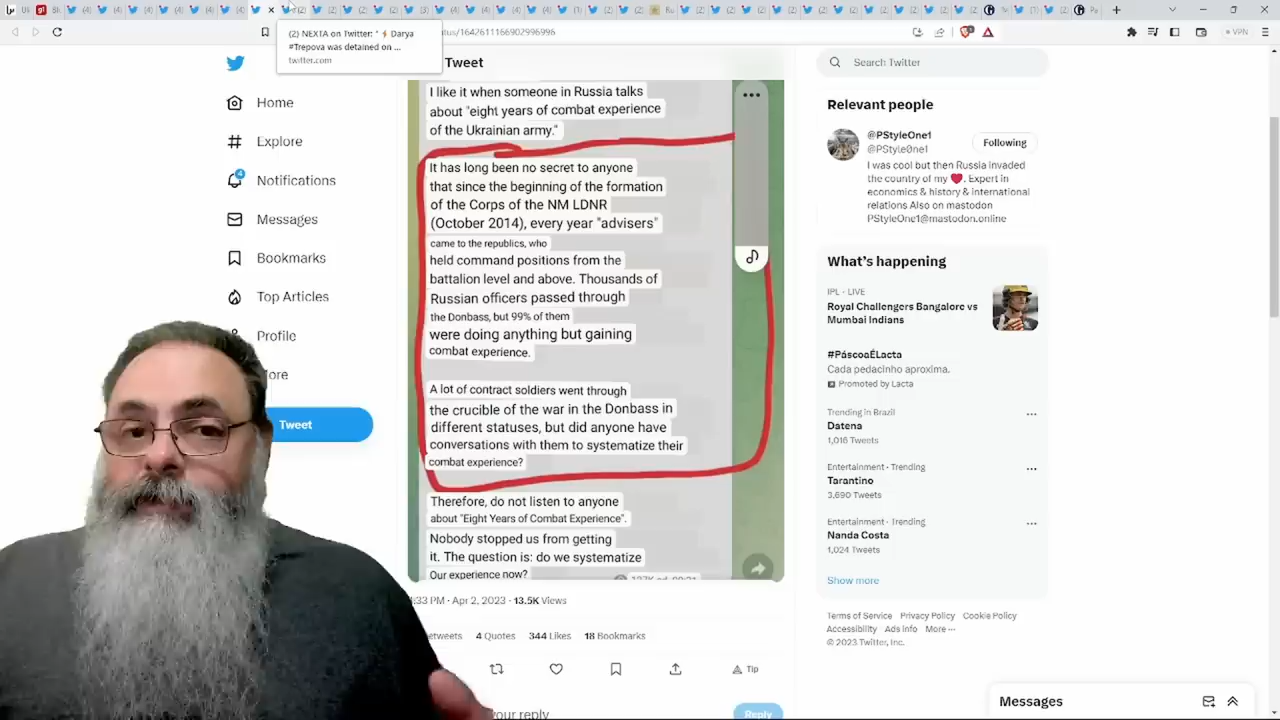 (2) NEXTA on Twitter: "⚡Darya
#Trepova was detained on ...
twitter.com
atus/1642611166902996996
VPN
Tweet
Search Twitter
Home
Explore
4
Notifications
Messages
Bookmarks
Top Articles
Profile
ore
Tweet
I like it when someone in Russia talks
about "eight years of combat experience
of the Ukrainian army."
It has long been no secret to anyone
that since the beginning of the formation
of the Corps of the NM LDNR
(October 2014), every year "advisers"
came to the republics, who
held command positions from the
battalion level and above. Thousands of
Russian officers passed through
the Donbass, but 99% of them
were doing anything but gaining
combat experience.
A lot of contract soldiers went through
the crucible of the war in the Donbass in
different statuses, but did anyone have
conversations with them to systematize their
combat experience?
Therefore, do not listen to anyone
about "Eight Years of Combat Experience".
Nobody stopped us from getting
it. The question is: do we systematize
Our experience now?
:33 PM · Apr 2, 2023 · 13.5K Views
etweets 4 Quotes 344 Likes 18 Bookmarks
Tip
your reply
Reply
Relevant people
@PStyleOne1
@PStyle0ne1
Following
I was cool but then Russia invaded
the country of my ❤. Expert in
economics & history & international
relations Also on mastodon
PStyleOne1@mastodon.online
What's happening
IPL · LIVE
Royal Challengers Bangalore vs
Mumbai Indians
#PáscoaÉLacta
Cada pedacinho aproxima.
Promoted by Lacta
Trending in Brazil
Datena
1,016 Tweets
Entertainment · Trending
Tarantino
3,690 Tweets
Entertainment · Trending
Nanda Costa
1,024 Tweets
Show more
Terms of Service Privacy Policy Cookie Policy
Accessibility Ads info More ···
© 2023 Twitter, Inc.
Messages